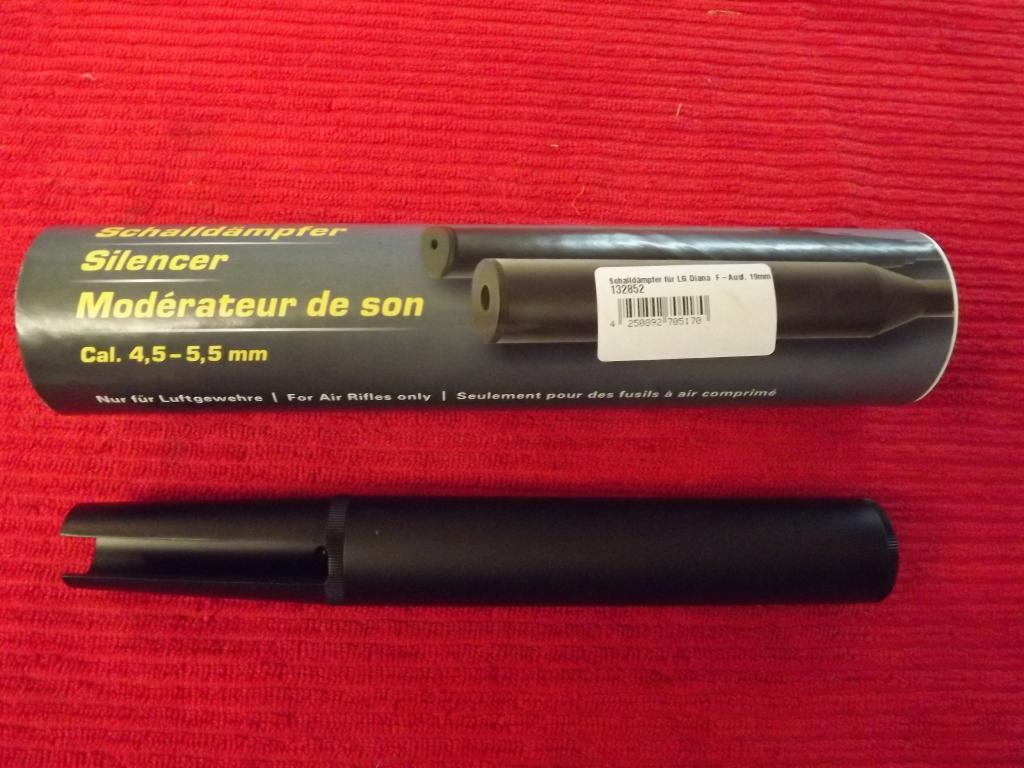 Schalldämpfer
Silencer
Modérateur de son
Cal. 4,5-5,5 mm
Nur für Luftgewehre | For Air Rifles only | Seulement pour des fusils à air comprimé
Schalldämpfer für LG Diana F-Ausf. 19mm
132852
4 250892 705170